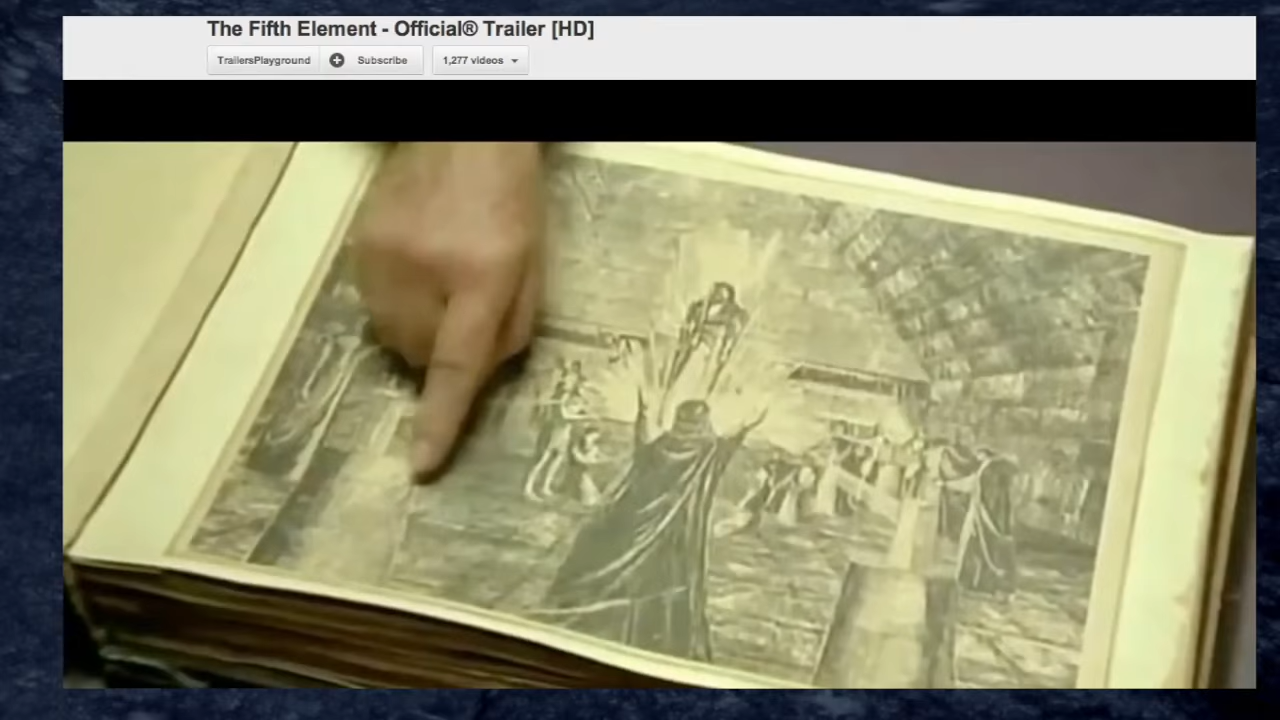 The Fifth Element - Official® Trailer [HD]
TrailersPlayground Subscribe 1,277 videos